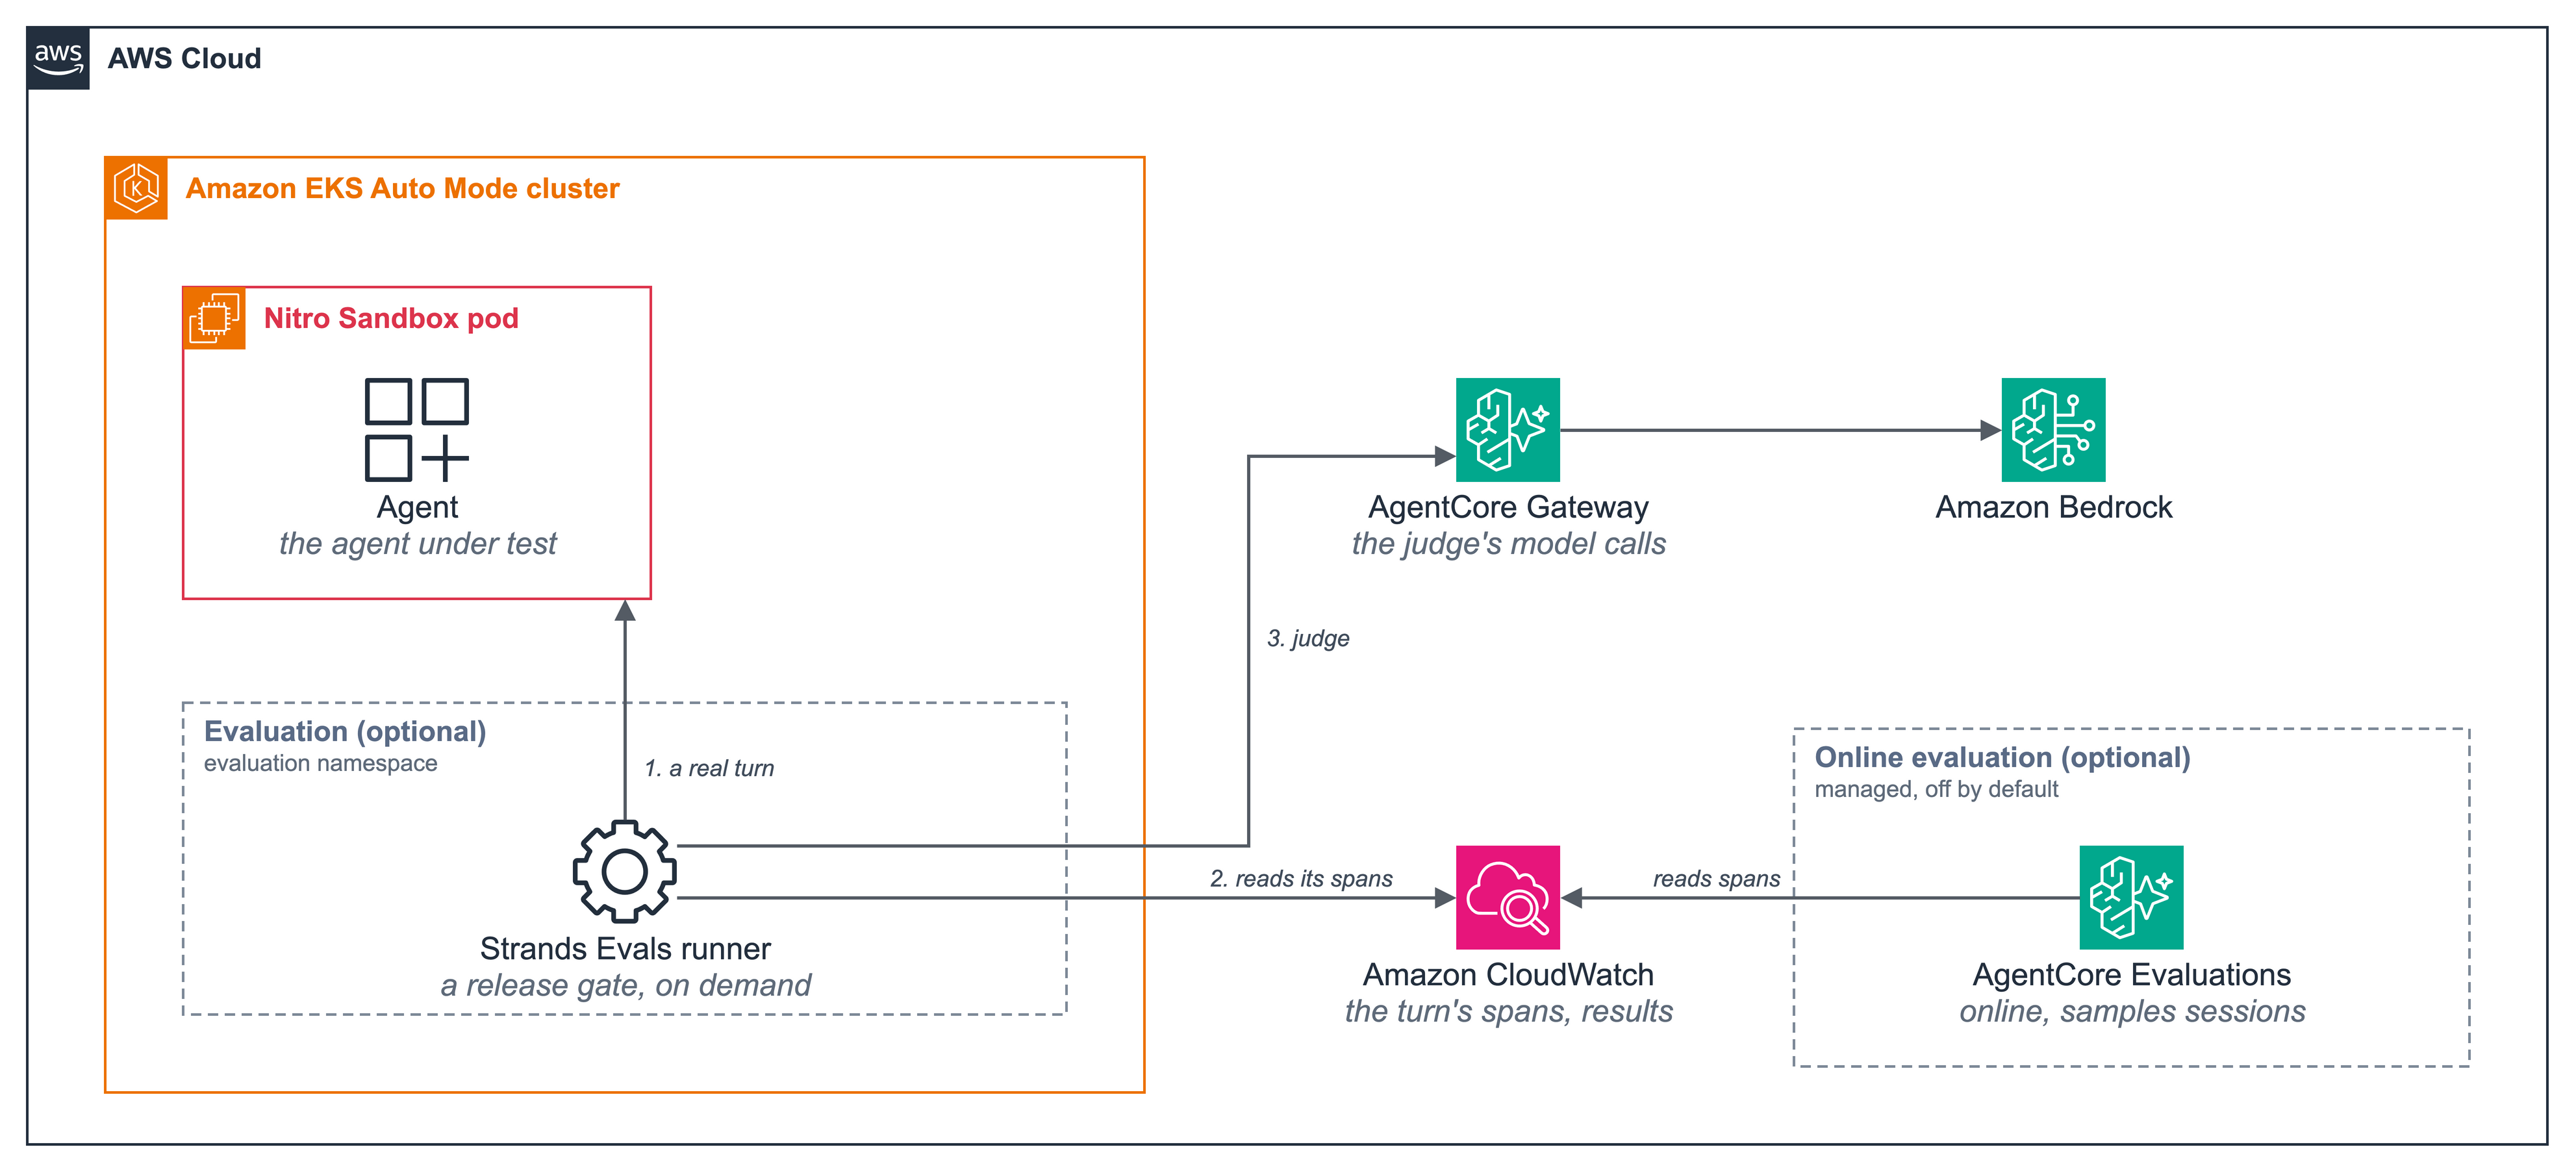 aws
AWS Cloud
Amazon EKS Auto Mode cluster
K
Nitro Sandbox pod
Agent
the agent under test
AgentCore Gateway
the judge's model calls
Amazon Bedrock
3. judge
Evaluation (optional)
evaluation namespace
1. a real turn
Online evaluation (optional)
managed, off by default
2. reads its spans
reads spans
Strands Evals runner
a release gate, on demand
Amazon CloudWatch
the turn's spans, results
AgentCore Evaluations
online, samples sessions